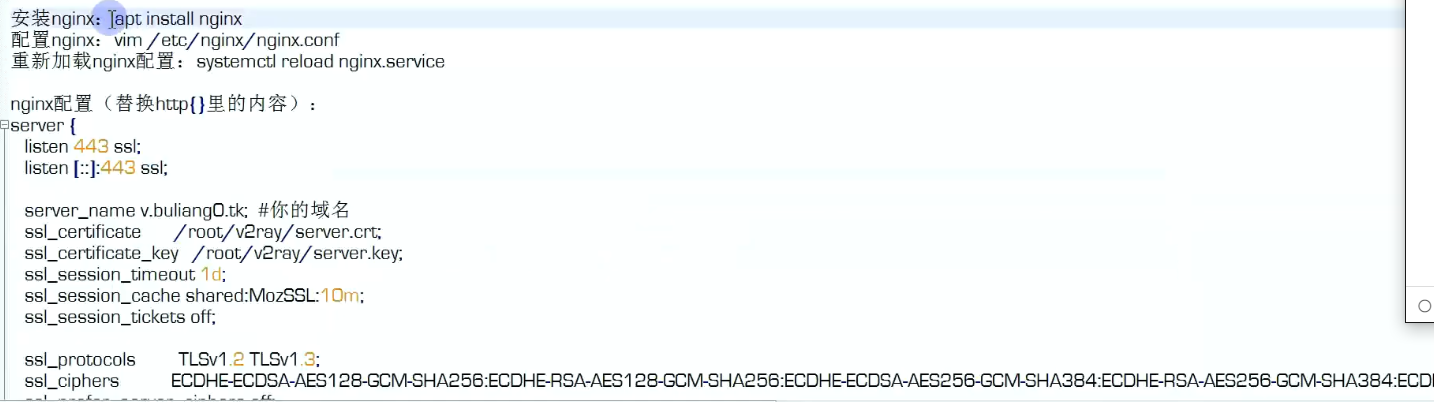 安装nginx：apt install nginx
配置nginx：vim /etc/nginx/nginx.conf
重新加载nginx配置：systemctl reload nginx.service
nginx配置（替换http{}里的内容）：
server {
listen 443 ssl;
listen [::]:443 ssl;
server_name v.buliang0.tk; #你的域名
ssl_certificate /root/v2ray/server.crt;
ssl_certificate_key /root/v2ray/server.key;
ssl_session_timeout 1d;
ssl_session_cache shared:MozSSL:10m;
ssl_session_tickets off;
ssl_protocols TLSv1.2 TLSv1.3;
ssl_ciphers ECDHE-ECDSA-AES128-GCM-SHA256:ECDHE-RSA-AES128-GCM-SHA256:ECDHE-ECDSA-AES256-GCM-SHA384:ECDHE-RSA-AES256-GCM-SHA384:ECD